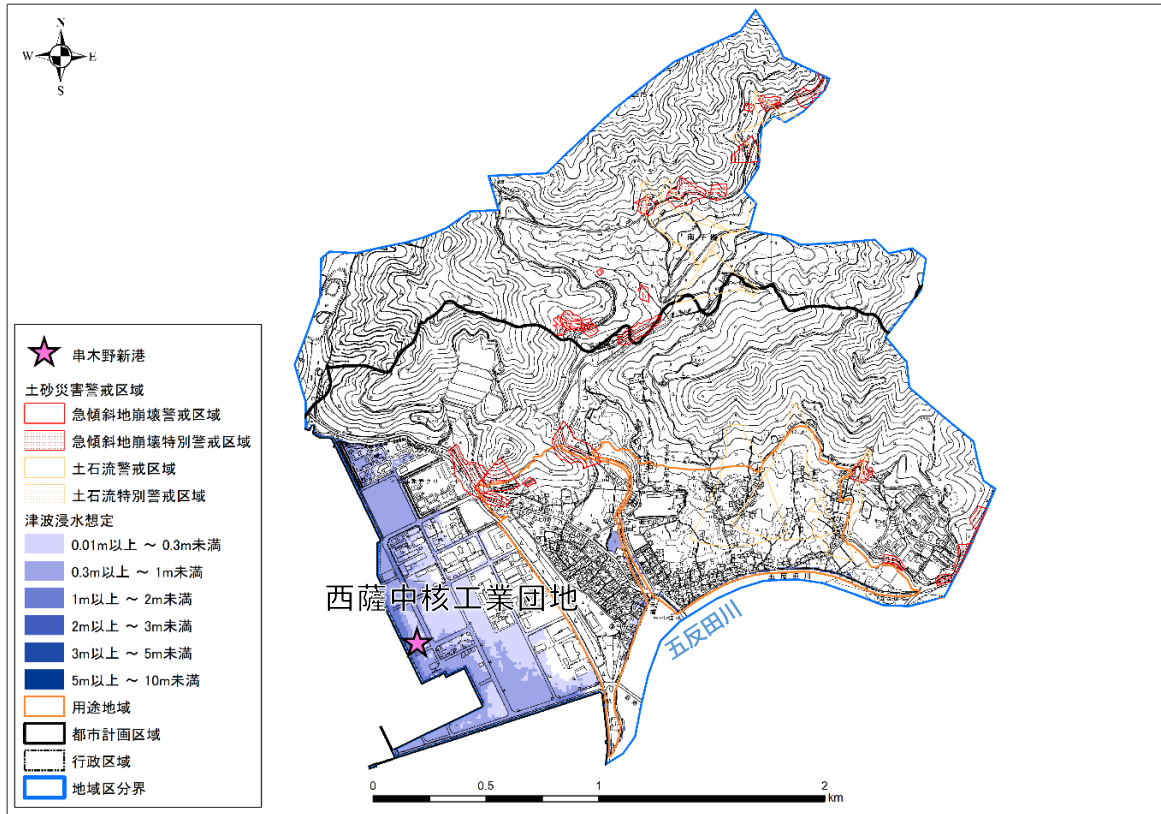 N
W
E
S
串木野新港
土砂災害警戒区域
急傾斜地崩壊警戒区域
急傾斜地崩壊特別警戒区域
土石流警戒区域
土石流特別警戒区域
津波浸水想定
0.01m以上 ~ 0.3m未満
0.3m以上 ~ 1m未満
1m以上 ~ 2m未満
2m以上 ~ 3m未満
3m以上 ~ 5m未満
5m以上 ~ 10m未満
用途地域
都市計画区域
行政区域
地域区分界
西薩中核工業団地
五反田川
五反田川
0
0.5
1
2
km